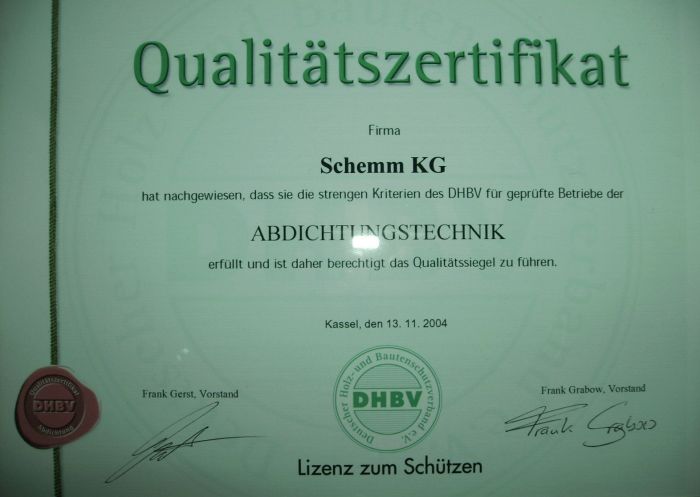 Qualitätszertifikat
Firma
Schemm KG
hat nachgewiesen, dass sie die strengen Kriterien des DHBV für geprüfte Betriebe der
ABDICHTUNGSTECHNIK
erfüllt und ist daher berechtigt das Qualitätssiegel zu führen.
Kassel, den 13. 11. 2004
Frank Gerst, Vorstand
Frank Grabow, Vorstand
Deutscher Holz- und Bautenschutzverband e.V.
DHBV
Frank Grabow
Qualitätszertifikat
DHBV
Abdichtung
Lizenz zum Schützen